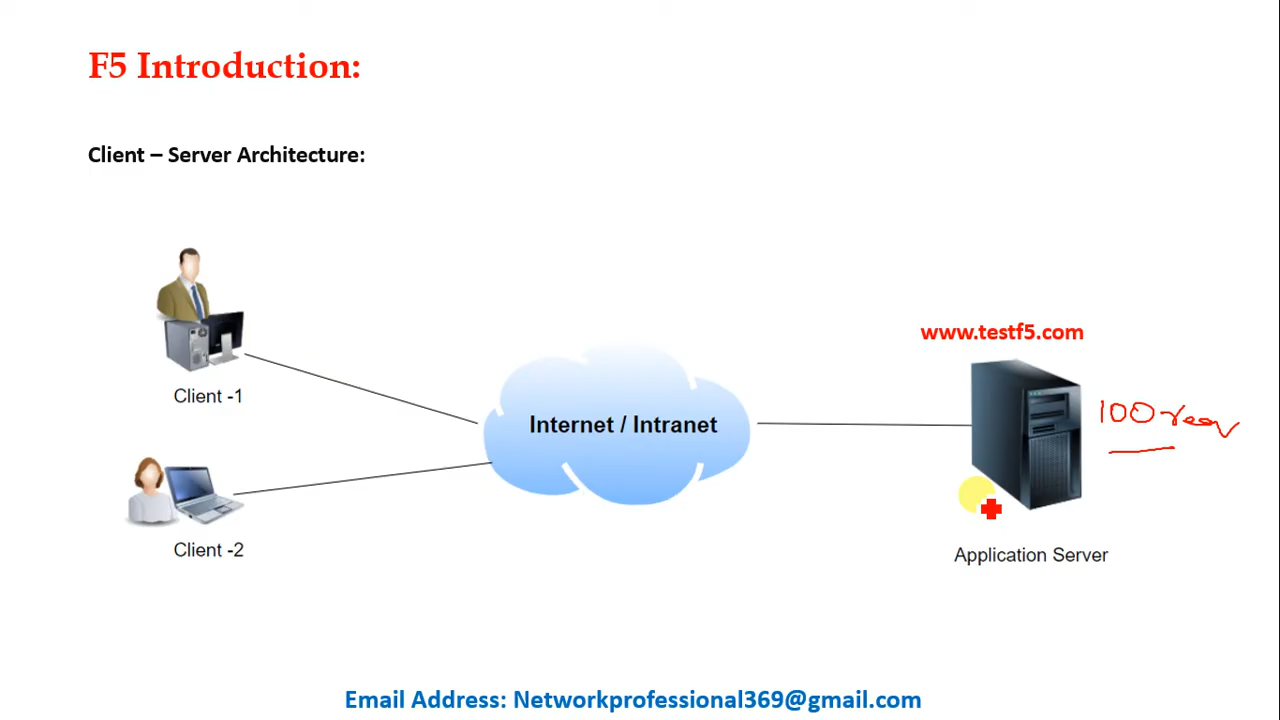 F5 Introduction:
Client – Server Architecture:
www.testf5.com
Client -1
100
Internet / Intranet
Client -2
Application Server
Email Address: Networkprofessional369@gmail.com